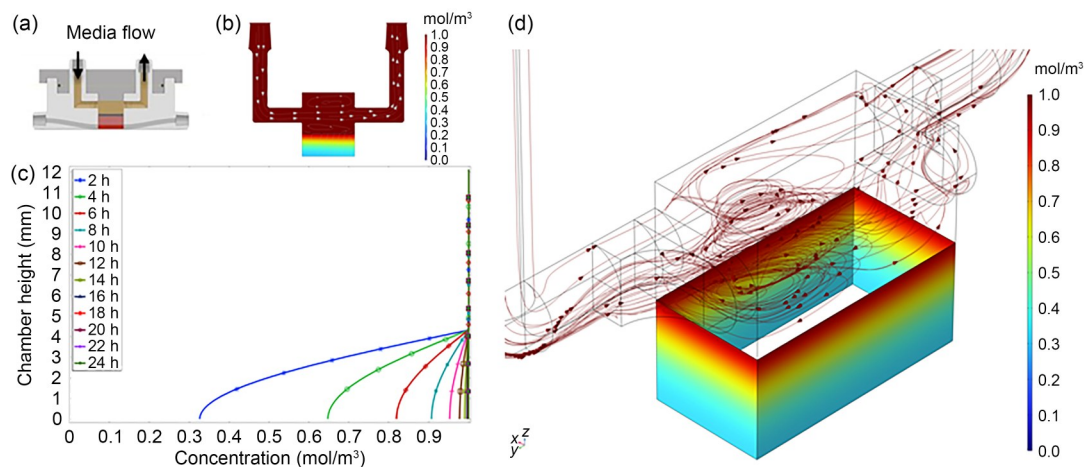 (a)
Media flow
(b)
mol/m³
1.0
0.9
0.8
0.7
0.6
0.5
0.4
0.3
0.2
0.1
0.0
(c)
Chamber height (mm)
12
11
10
9
8
7
6
5
4
3
2
1
0
2 h
4 h
6 h
8 h
10 h
12 h
14 h
16 h
18 h
20 h
22 h
24 h
0 0.1 0.2 0.3 0.4 0.5 0.6 0.7 0.8 0.9
Concentration (mol/m³)
(d)
mol/m³
1.0
0.9
0.8
0.7
0.6
0.5
0.4
0.3
0.2
0.1
0.0
z
x
y